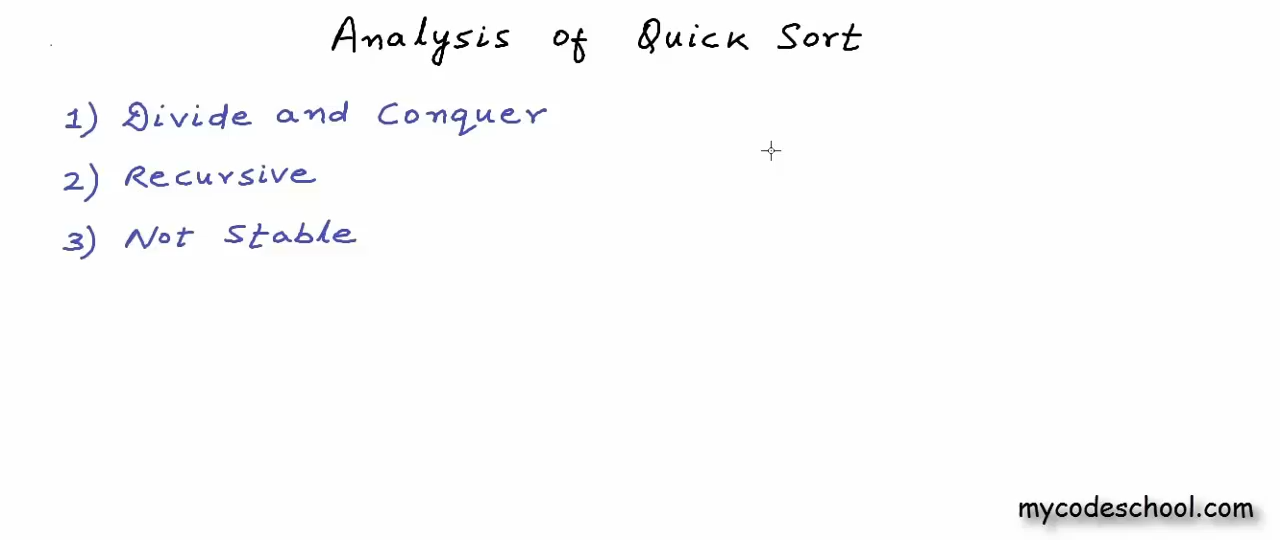 Analysis of Quick Sort
1) Divide and Conquer
2) Recursive
3) Not Stable
mycodeschool.com